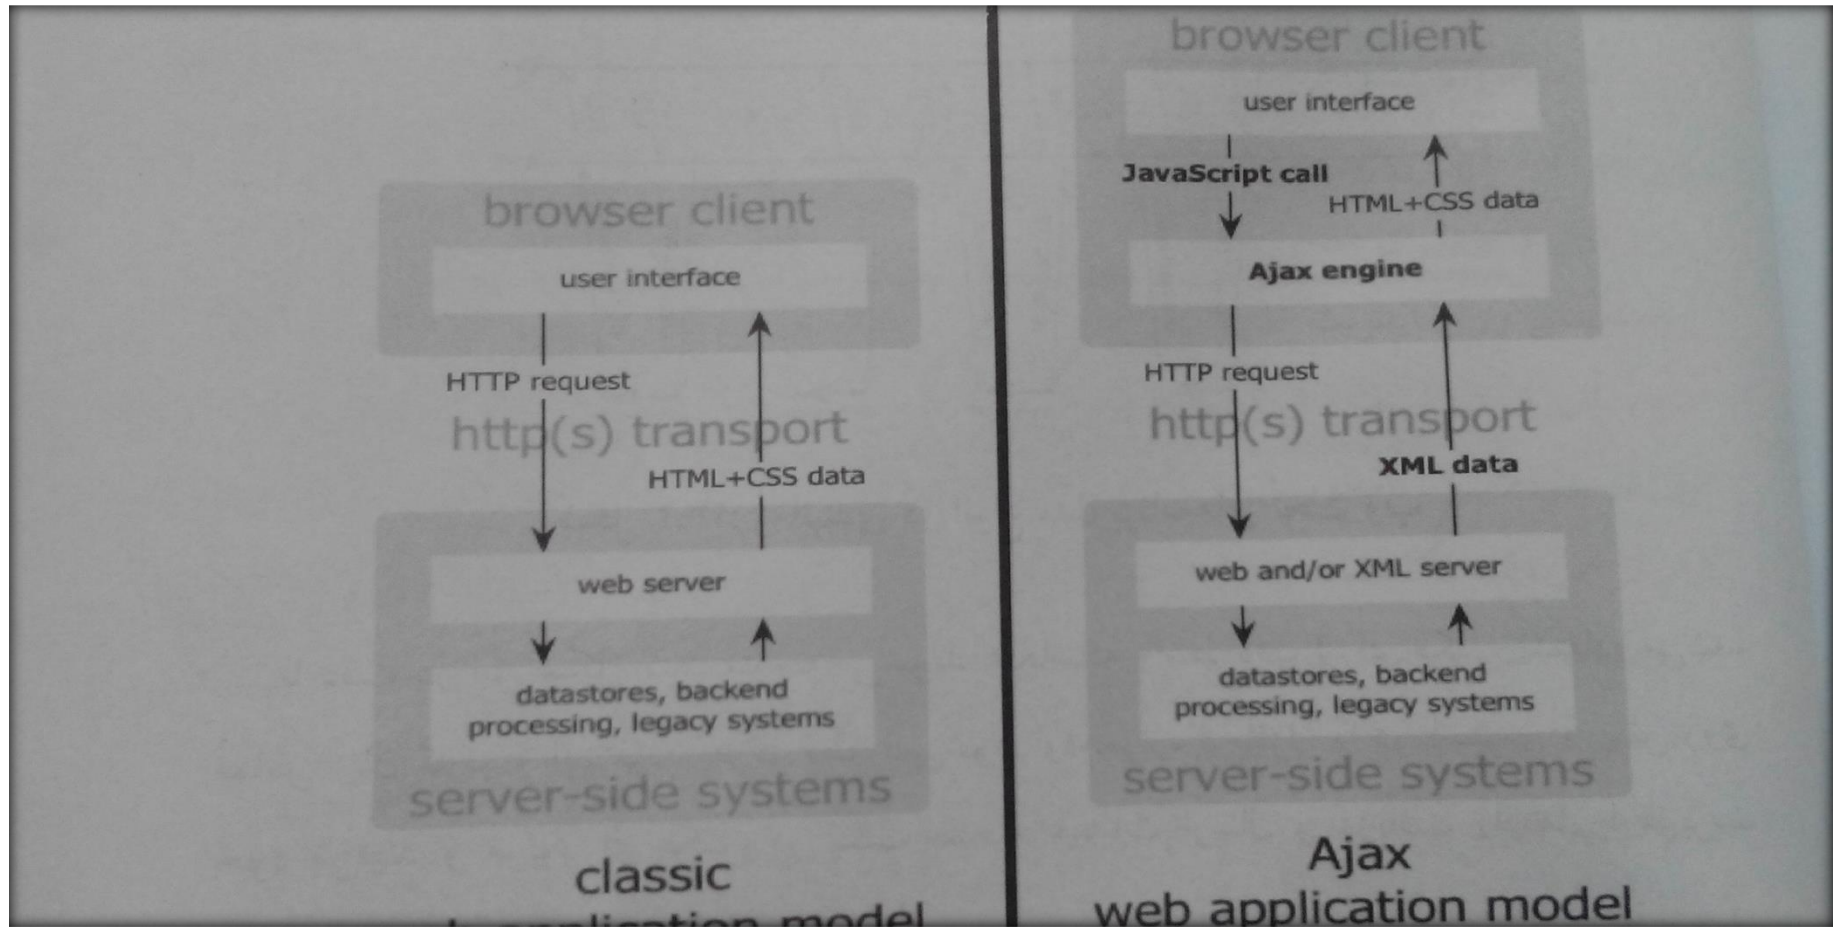 browser client
user interface
HTTP request
http(s) transport
HTML+CSS data
web server
datastores, backend
processing, legacy systems
server-side systems
classic
application model
browser client
user interface
JavaScript call
HTML+CSS data
Ajax engine
HTTP request
http(s) transport
XML data
web and/or XML server
datastores, backend
processing, legacy systems
server-side systems
Ajax
web application model